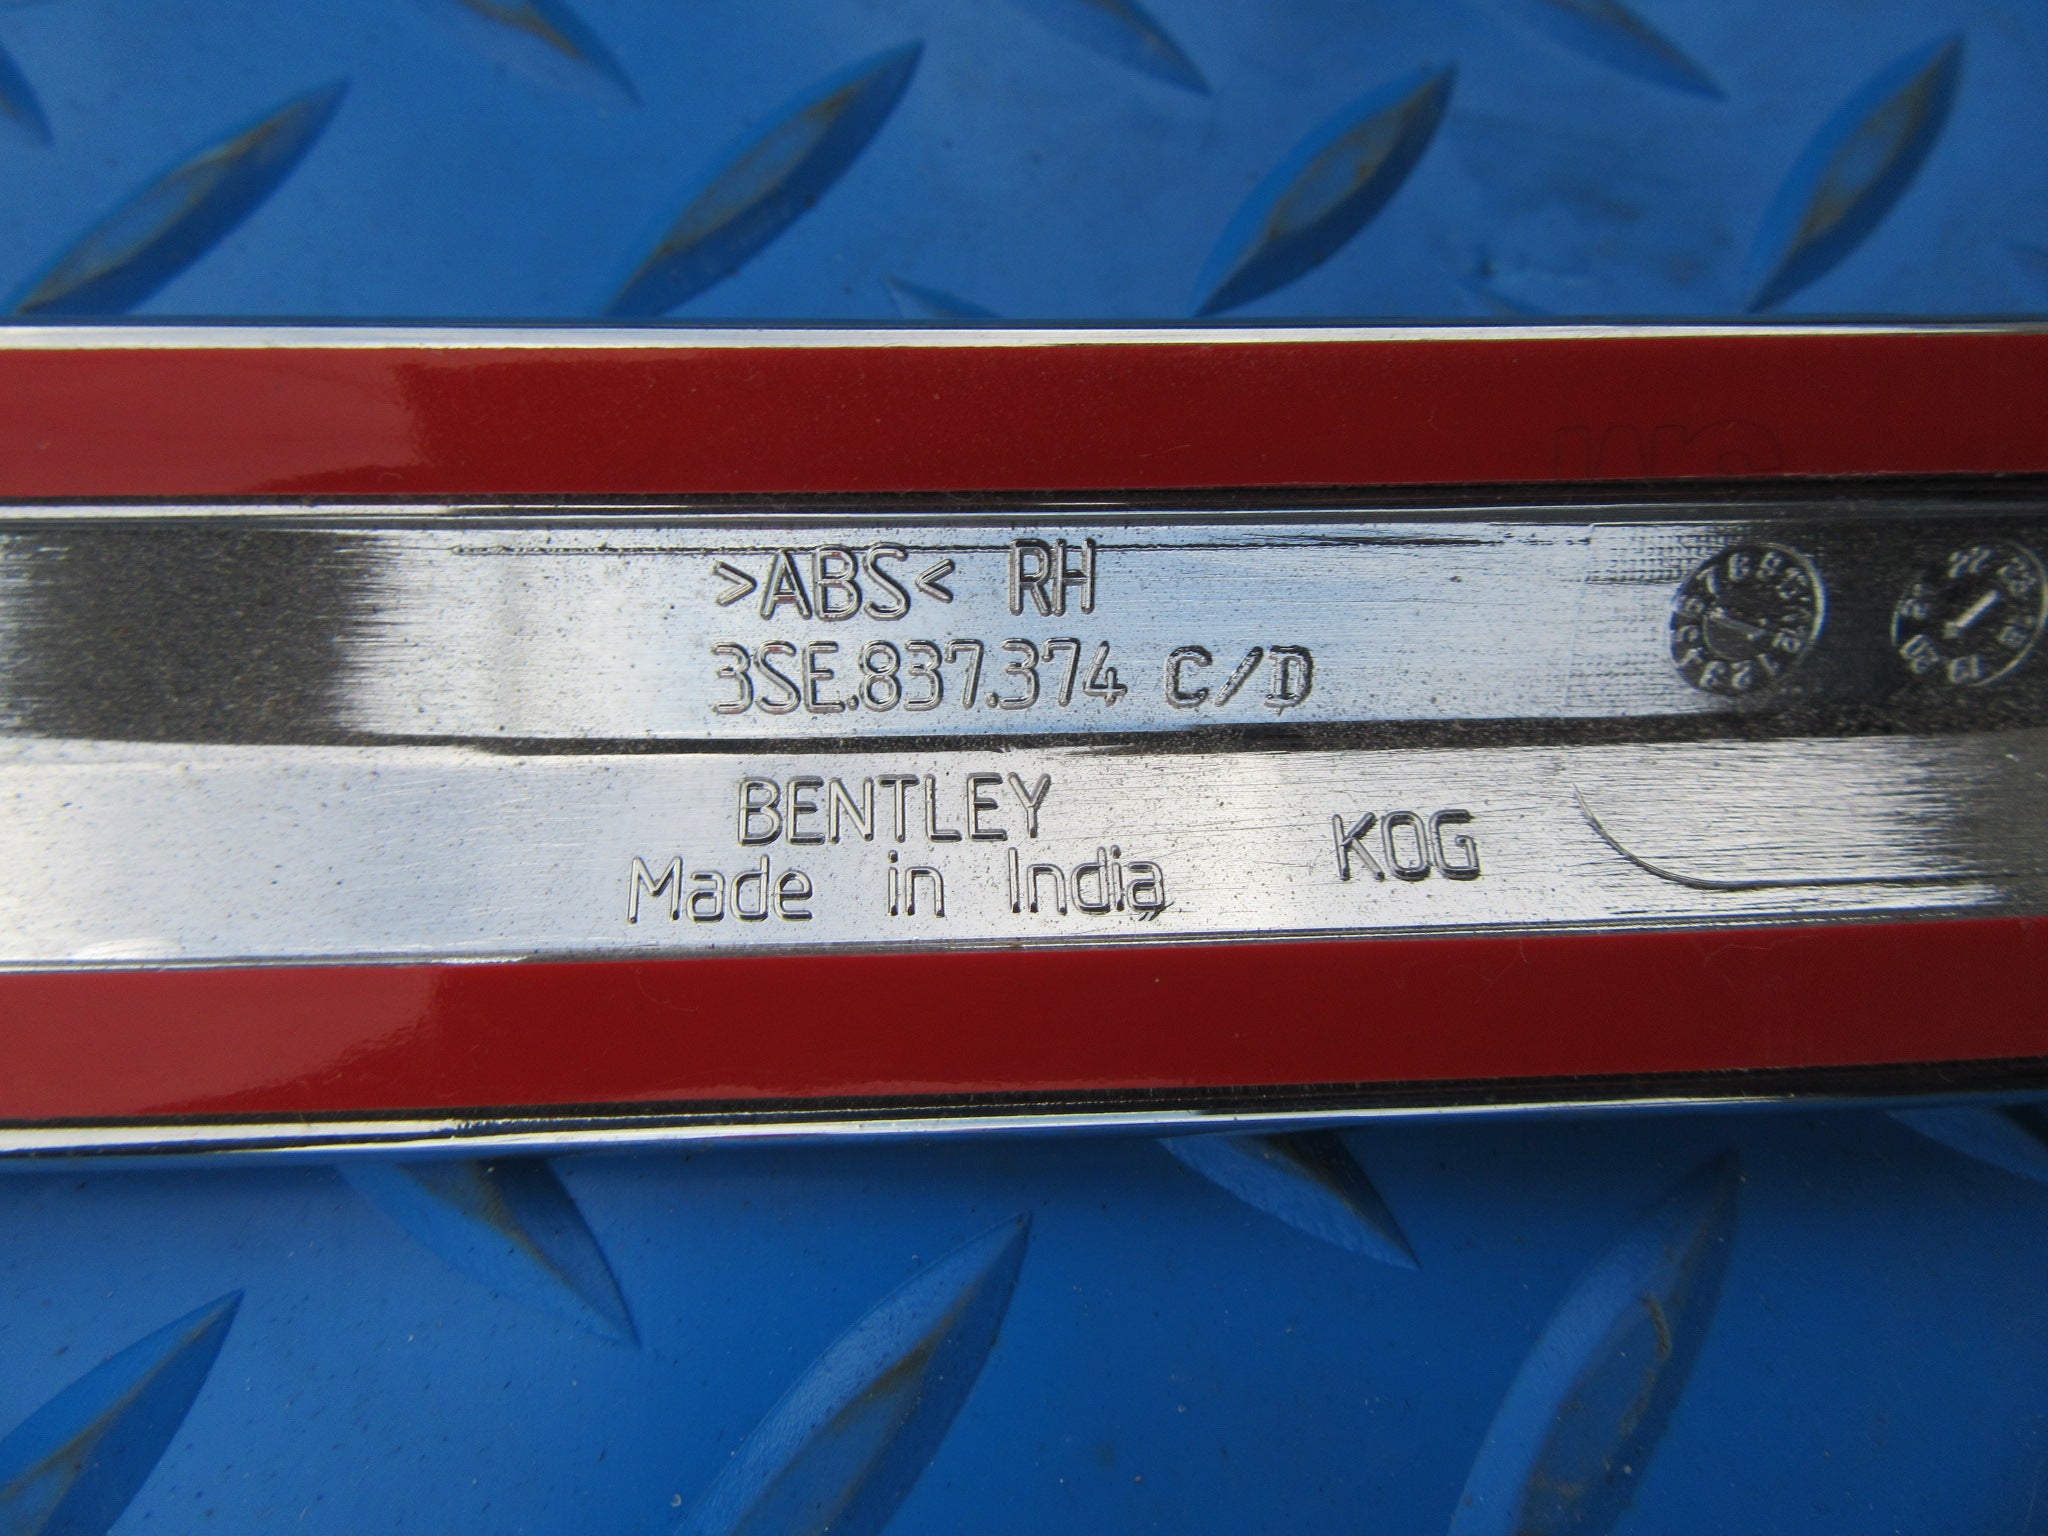 >ABS< RH
3SE.837.374 C/D
BENTLEY
Made in India
KOG